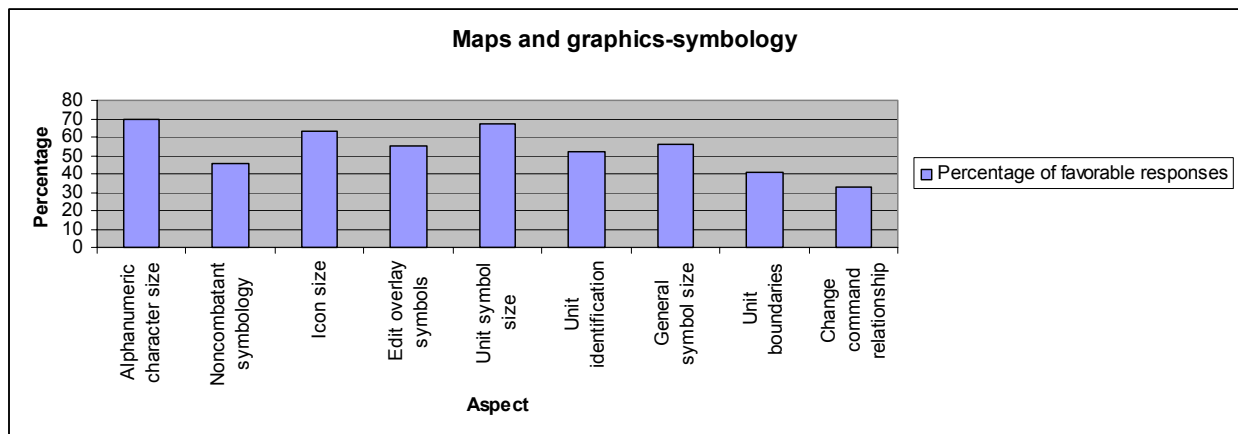 Maps and graphics-symbology
Percentage
80
70
60
50
40
30
20
10
0
Alphanumeric
character size
Noncombatant
symbology
Icon size
Edit overlay
symbols
Unit symbol
size
Unit
identification
General
symbol size
Unit
boundaries
Change
command
relationship
Aspect
Percentage of favorable responses